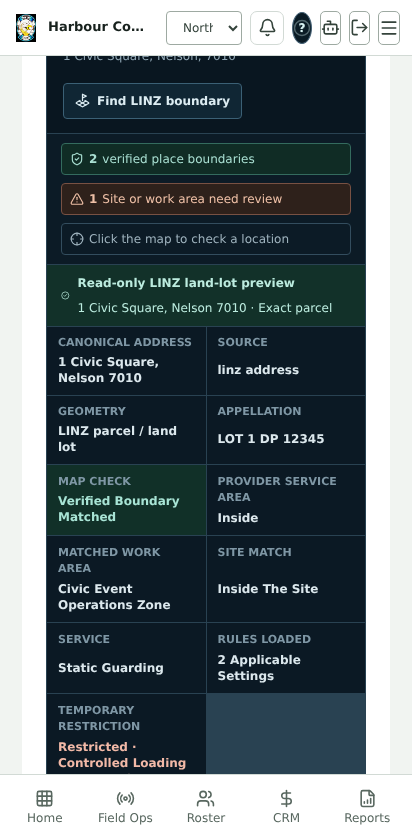 Harbour Co...
North
?
1 Civic Square, Nelson, 7010
Find LINZ boundary
2 verified place boundaries
1 Site or work area need review
Click the map to check a location
Read-only LINZ land-lot preview
1 Civic Square, Nelson 7010 · Exact parcel
CANONICAL ADDRESS
1 Civic Square,
Nelson 7010
SOURCE
linz address
GEOMETRY
LINZ parcel / land
lot
APPELLATION
LOT 1 DP 12345
MAP CHECK
Verified Boundary
Matched
PROVIDER SERVICE
AREA
Inside
MATCHED WORK
AREA
Civic Event
Operations Zone
SITE MATCH
Inside The Site
SERVICE
Static Guarding
RULES LOADED
2 Applicable
Settings
TEMPORARY
RESTRICTION
Restricted ·
Controlled Loading
Home
Field Ops
Roster
CRM
Reports